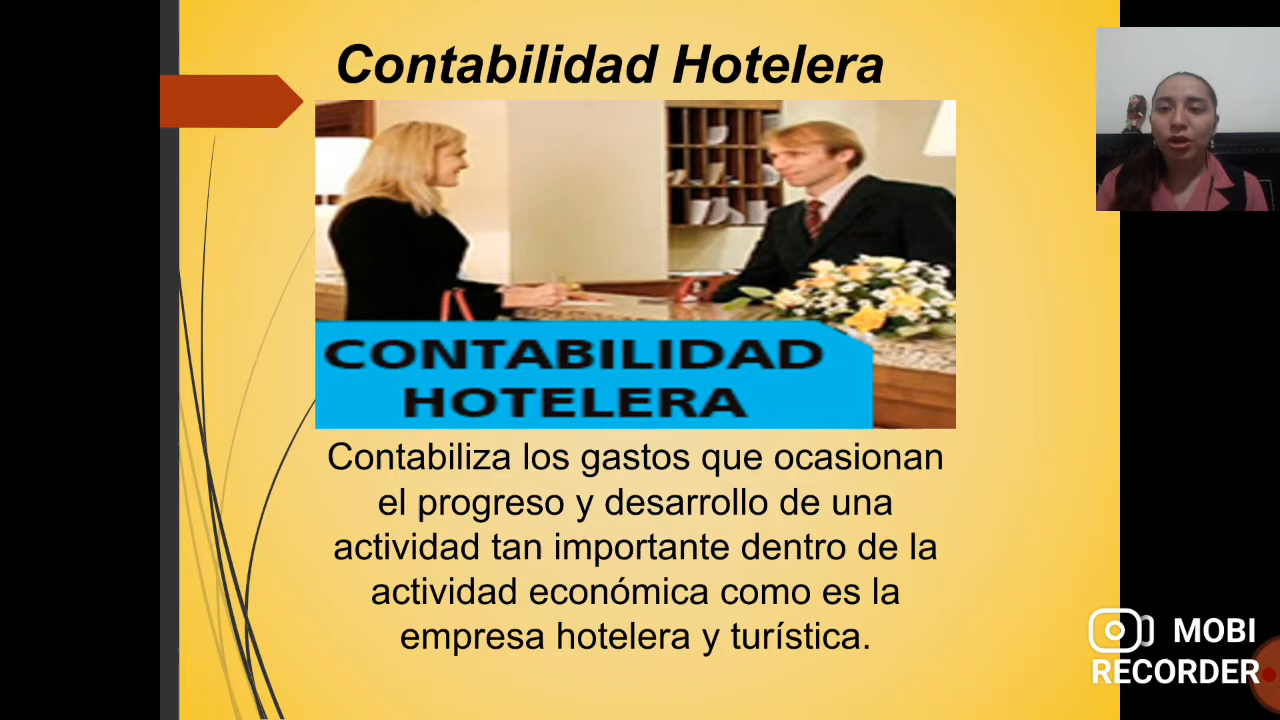 Contabilidad Hotelera
CONTABILIDAD
HOTELERA
Contabiliza los gastos que ocasionan
el progreso y desarrollo de una
actividad tan importante dentro de la
actividad económica como es la
empresa hotelera y turística.
MOBI
RECORDER